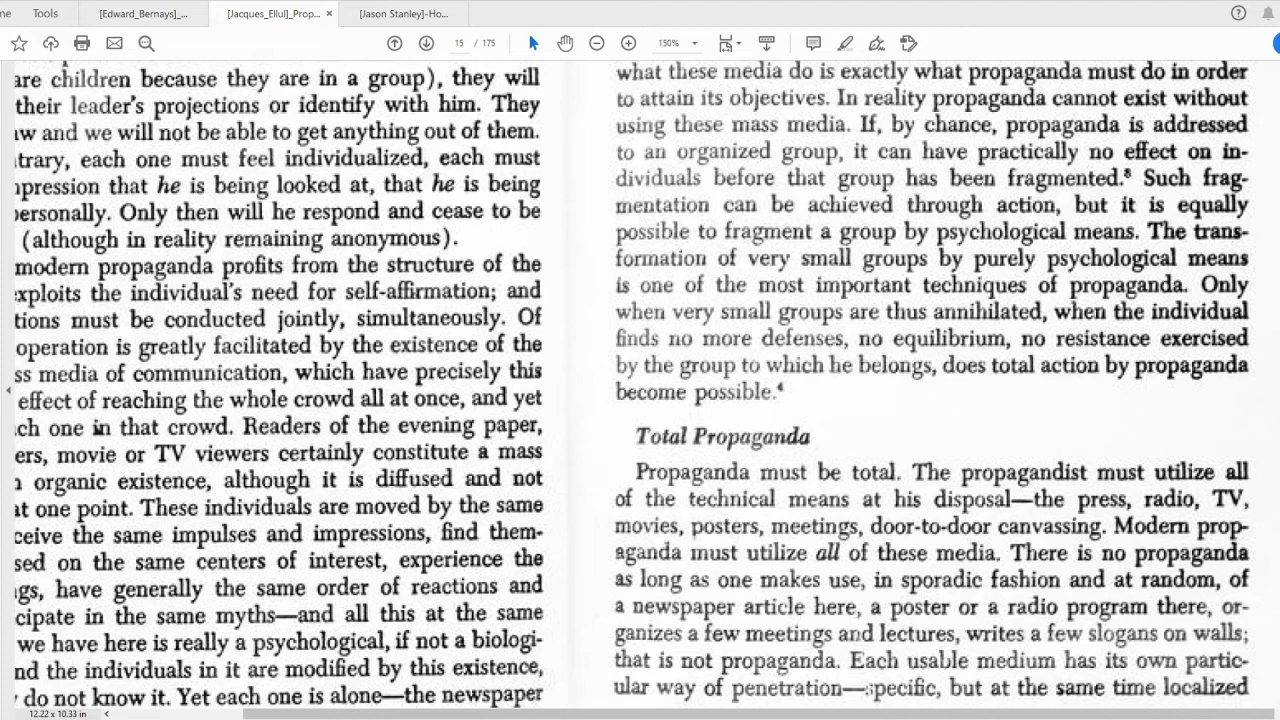 ne
Tools
[Edward_Bernays]_...
[Jacques_Ellul]_Prop...
[Jason Stanley]-Ho...
15 / 175
150%
are children because they are in a group), they will
their leader's projections or identify with him. They
and we will not be able to get anything out of them.
each one must feel individualized, each must
that he is being looked at, that he is being
Only then will he respond and cease to be
(although in reality remaining anonymous).
modern propaganda profits from the structure of the
exploits the individual's need for self-affirmation; and
must be conducted jointly, simultaneously. Of
operation is greatly facilitated by the existence of the
media of communication, which have precisely this
effect of reaching the whole crowd all at once, and yet
one in that crowd. Readers of the evening paper,
movie or TV viewers certainly constitute a mass
organic existence, although it is diffused and not
at one point. These individuals are moved by the same
the same impulses and impressions, find them-
on the same centers of interest, experience the
have generally the same order of reactions and
in the same myths—and all this at the same
we have here is really a psychological, if not a biologi-
the individuals in it are modified by this existence,
do not know it. Yet each one is alone—the newspaper
what these media do is exactly what propaganda must do in order
to attain its objectives. In reality propaganda cannot exist without
using these mass media. If, by chance, propaganda is addressed
to an organized group, it can have practically no effect on in-
dividuals before that group has been fragmented.⁸ Such frag-
mentation can be achieved through action, but it is equally
possible to fragment a group by psychological means. The trans-
formation of very small groups by purely psychological means
is one of the most important techniques of propaganda. Only
when very small groups are thus annihilated, when the individual
finds no more defenses, no equilibrium, no resistance exercised
by the group to which he belongs, does total action by propaganda
become possible.⁴
Total Propaganda
Propaganda must be total. The propagandist must utilize all
of the technical means at his disposal—the press, radio, TV,
movies, posters, meetings, door-to-door canvassing. Modern prop-
aganda must utilize all of these media. There is no propaganda
as long as one makes use, in sporadic fashion and at random, of
a newspaper article here, a poster or a radio program there, or-
ganizes a few meetings and lectures, writes a few slogans on walls;
that is not propaganda. Each usable medium has its own partic-
ular way of penetration—specific, but at the same time localized
12.22 x 10.33 in